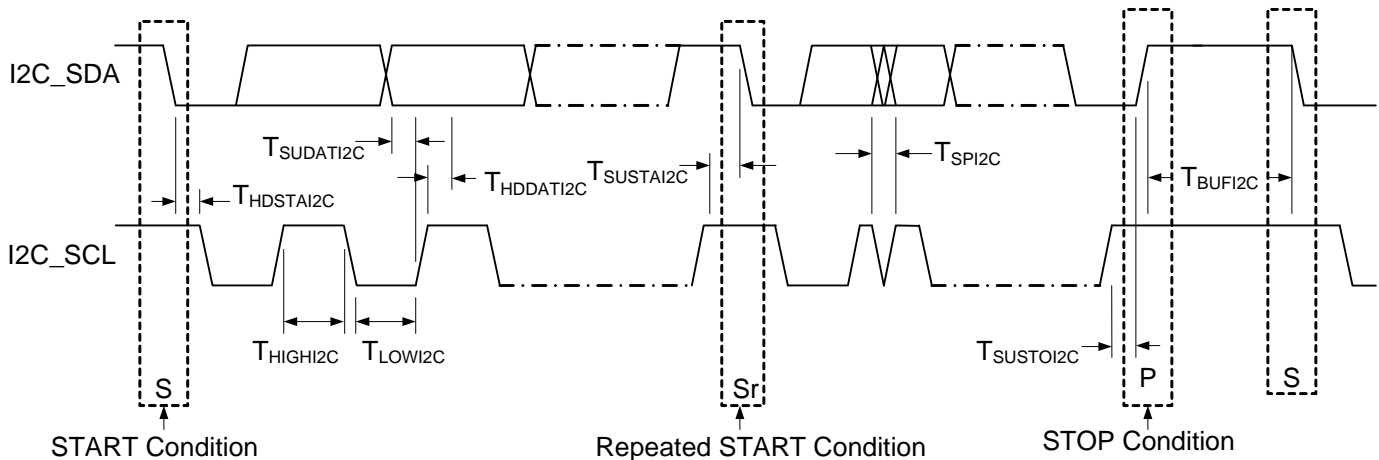 I2C_SDA
TSUDATI2C
THDDATI2C
TSUSTAI2C
TSPI2C
TBUFI2C
THDSTAI2C
I2C_SCL
THIGHI2C
TLOWI2C
TSUSTOI2C
S
Sr
P
S
START Condition
Repeated START Condition
STOP Condition